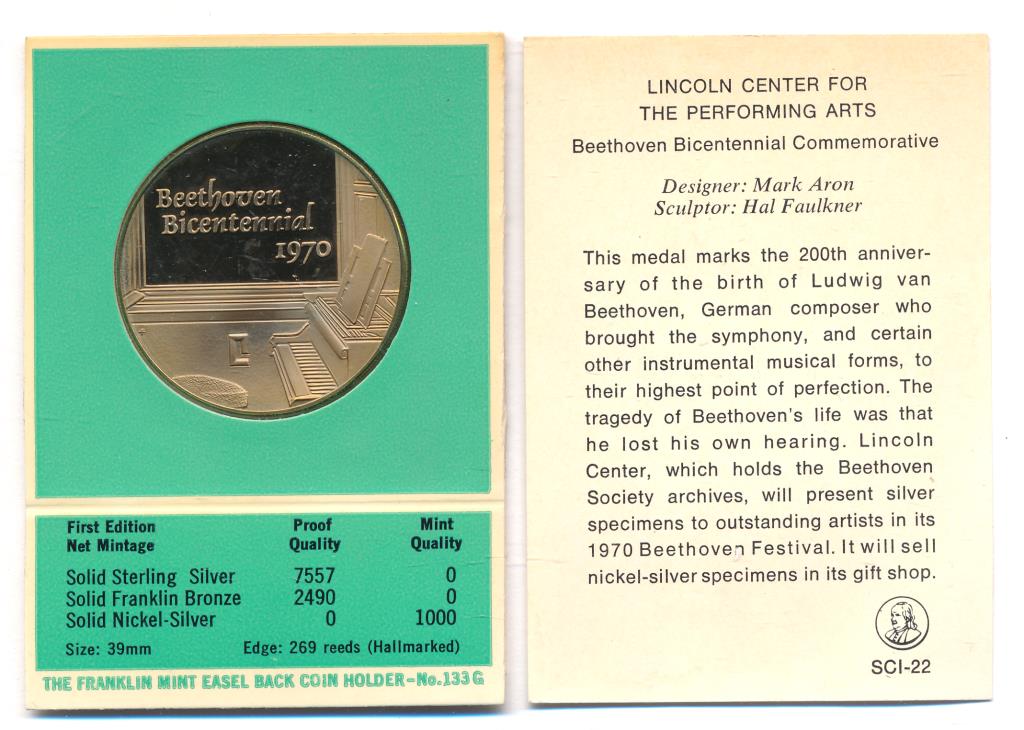 Beethoven
Bicentennial
1970
First Edition Proof Mint
Net Mintage Quality Quality
Solid Sterling Silver 7557 0
Solid Franklin Bronze 2490 0
Solid Nickel-Silver 0 1000
Size: 39mm Edge: 269 reeds (Hallmarked)
THE FRANKLIN MINT EASEL BACK COIN HOLDER-No.133G
LINCOLN CENTER FOR
THE PERFORMING ARTS
Beethoven Bicentennial Commemorative
Designer: Mark Aron
Sculptor: Hal Faulkner
This medal marks the 200th anniver-
sary of the birth of Ludwig van
Beethoven, German composer who
brought the symphony, and certain
other instrumental musical forms, to
their highest point of perfection. The
tragedy of Beethoven's life was that
he lost his own hearing. Lincoln
Center, which holds the Beethoven
Society archives, will present silver
specimens to outstanding artists in its
1970 Beethoven Festival. It will sell
nickel-silver specimens in its gift shop.
SCI-22